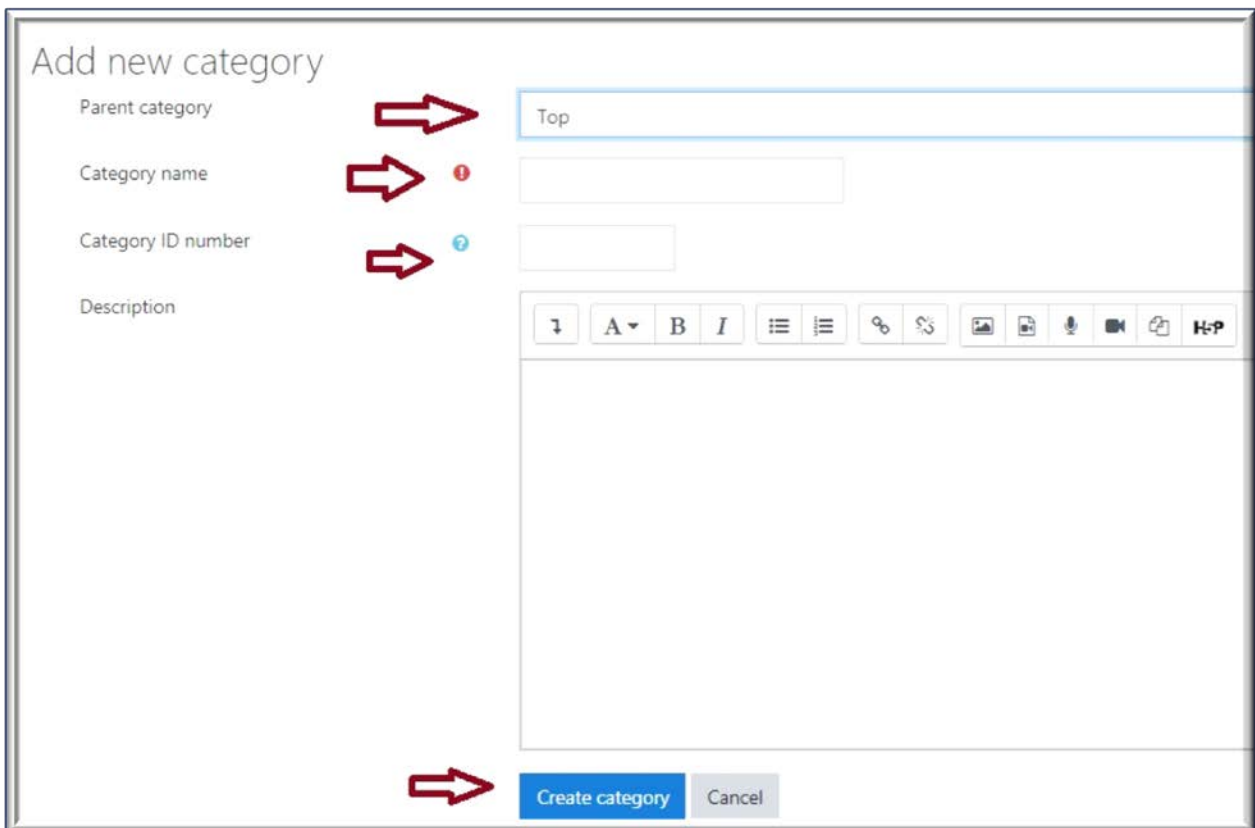 Add new category
Parent category
Top
Category name
Category ID number
Description
A B I H-P
Create category Cancel